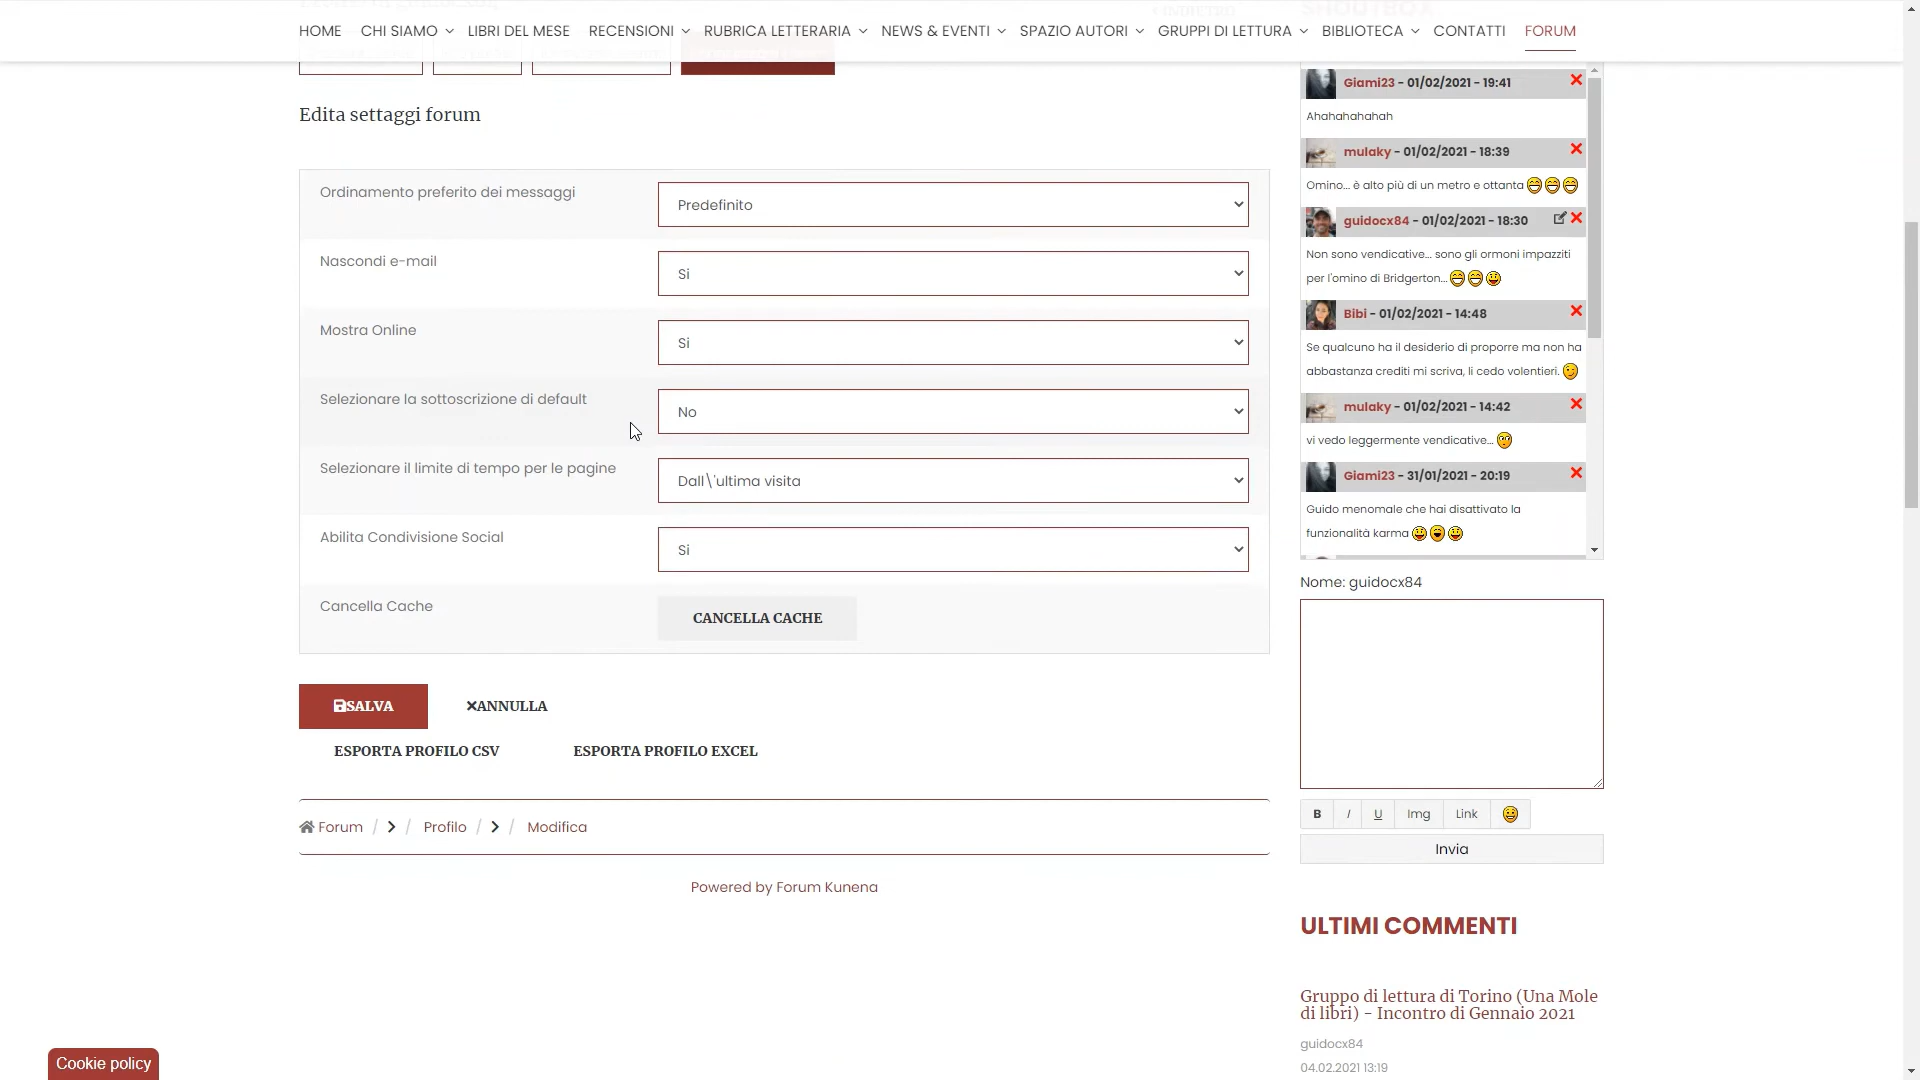 HOME CHI SIAMO LIBRI DEL MESE RECENSIONI RUBRICA LETTERARIA NEWS & EVENTI SPAZIO AUTORI GRUPPI DI LETTURA BIBLIOTECA CONTATTI FORUM
Edita settaggi forum
Ordinamento preferito dei messaggi
Predefinito
Nascondi e-mail
Si
Mostra Online
Si
Selezionare la sottoscrizione di default
No
Selezionare il limite di tempo per le pagine
Dall\'ultima visita
Abilita Condivisione Social
Si
Cancella Cache
CANCELLA CACHE
SALVA
ANNULLA
ESPORTA PROFILO CSV
ESPORTA PROFILO EXCEL
Forum / > / Profilo / > / Modifica
Powered by Forum Kunena
Giami23 - 01/02/2021 - 19:41
Ahahahahahah
mulaky - 01/02/2021 - 18:39
Omino... è alto più di un metro e ottanta
guidocx84 - 01/02/2021 - 18:30
Non sono vendicative... sono gli ormoni impazziti
per l'omino di Bridgerton...
Bibi - 01/02/2021 - 14:48
Se qualcuno ha il desiderio di proporre ma non ha
abbastanza crediti mi scriva, li cedo volentieri.
mulaky - 01/02/2021 - 14:42
vi vedo leggermente vendicative...
Giami23 - 31/01/2021 - 20:19
Guido menomale che hai disattivato la
funzionalità karma
Nome: guidocx84
B I U Img Link
Invia
ULTIMI COMMENTI
Gruppo di lettura di Torino (Una Mole
di libri) - Incontro di Gennaio 2021
guidocx84
04.02.2021 13:19
Cookie policy